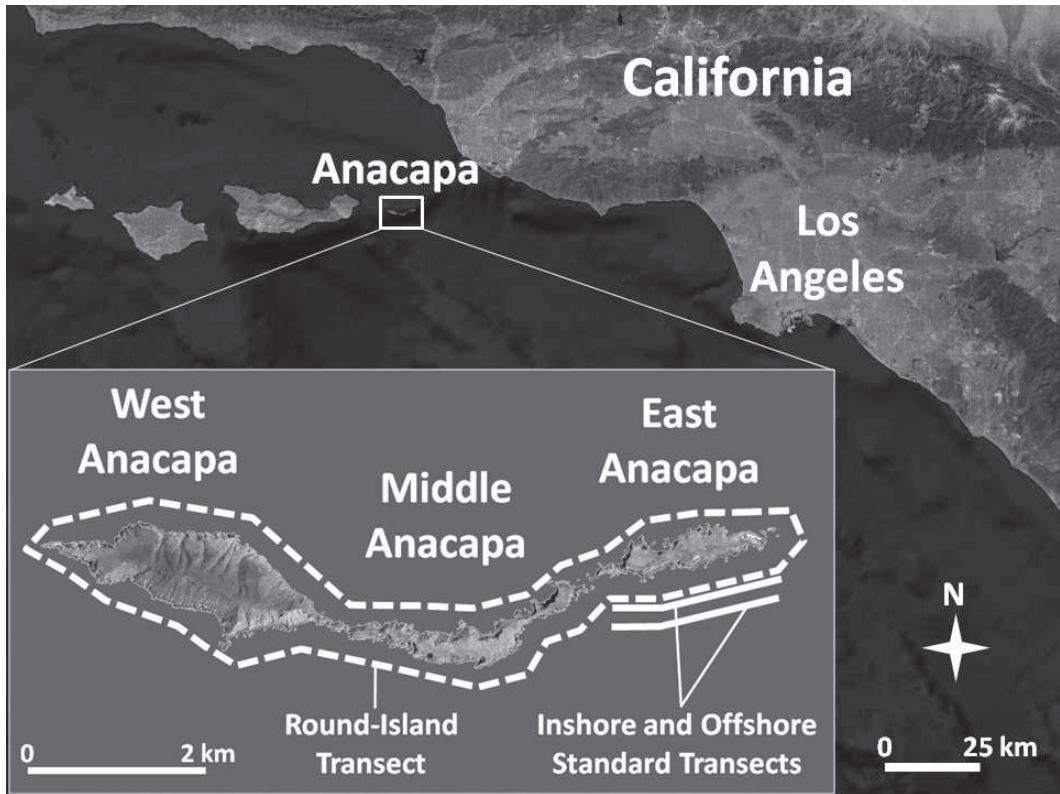 California
Anacapa
Los
Angeles
West
Anacapa
Middle
Anacapa
East
Anacapa
N
Round-Island
Transect
Inshore and Offshore
Standard Transects
0 2 km
0 25 km